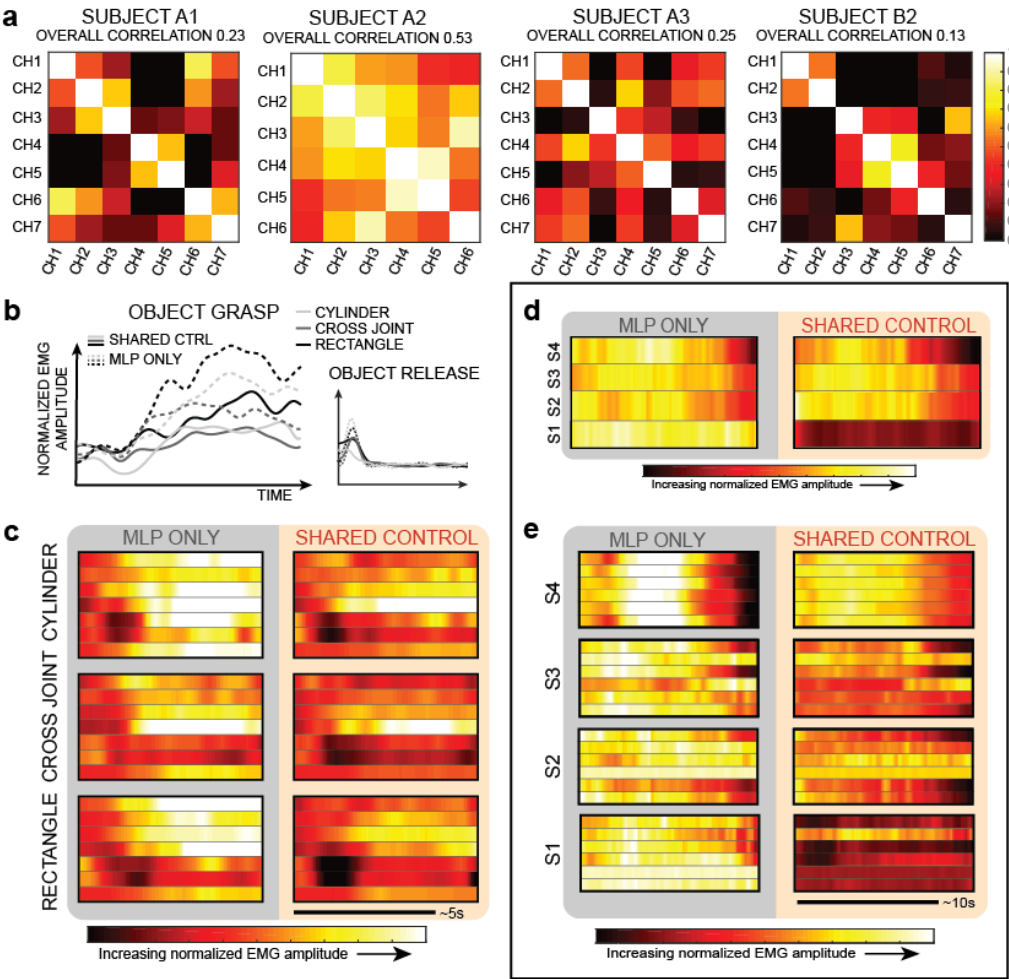 a
SUBJECT A1
OVERALL CORRELATION 0.23
CH1
CH2
CH3
CH4
CH5
CH6
CH7
CH1
CH2
CH3
CH4
CH5
CH6
CH7
SUBJECT A2
OVERALL CORRELATION 0.53
CH1
CH2
CH3
CH4
CH5
CH6
CH1
CH2
CH3
CH4
CH5
CH6
SUBJECT A3
OVERALL CORRELATION 0.25
CH1
CH2
CH3
CH4
CH5
CH6
CH7
CH1
CH2
CH3
CH4
CH5
CH6
CH7
SUBJECT B2
OVERALL CORRELATION 0.13
CH1
CH2
CH3
CH4
CH5
CH6
CH7
CH1
CH2
CH3
CH4
CH5
CH6
CH7
b
OBJECT GRASP
SHARED CTRL
MLP ONLY
CYLINDER
CROSS JOINT
RECTANGLE
NORMALIZED EMG
AMPLITUDE
TIME
OBJECT RELEASE
c
MLP ONLY
SHARED CONTROL
CYLINDER
CROSS JOINT
RECTANGLE
~5s
Increasing normalized EMG amplitude
d
MLP ONLY
SHARED CONTROL
S4
S3
S2
S1
Increasing normalized EMG amplitude
e
MLP ONLY
SHARED CONTROL
S4
S3
S2
S1
~10s
Increasing normalized EMG amplitude